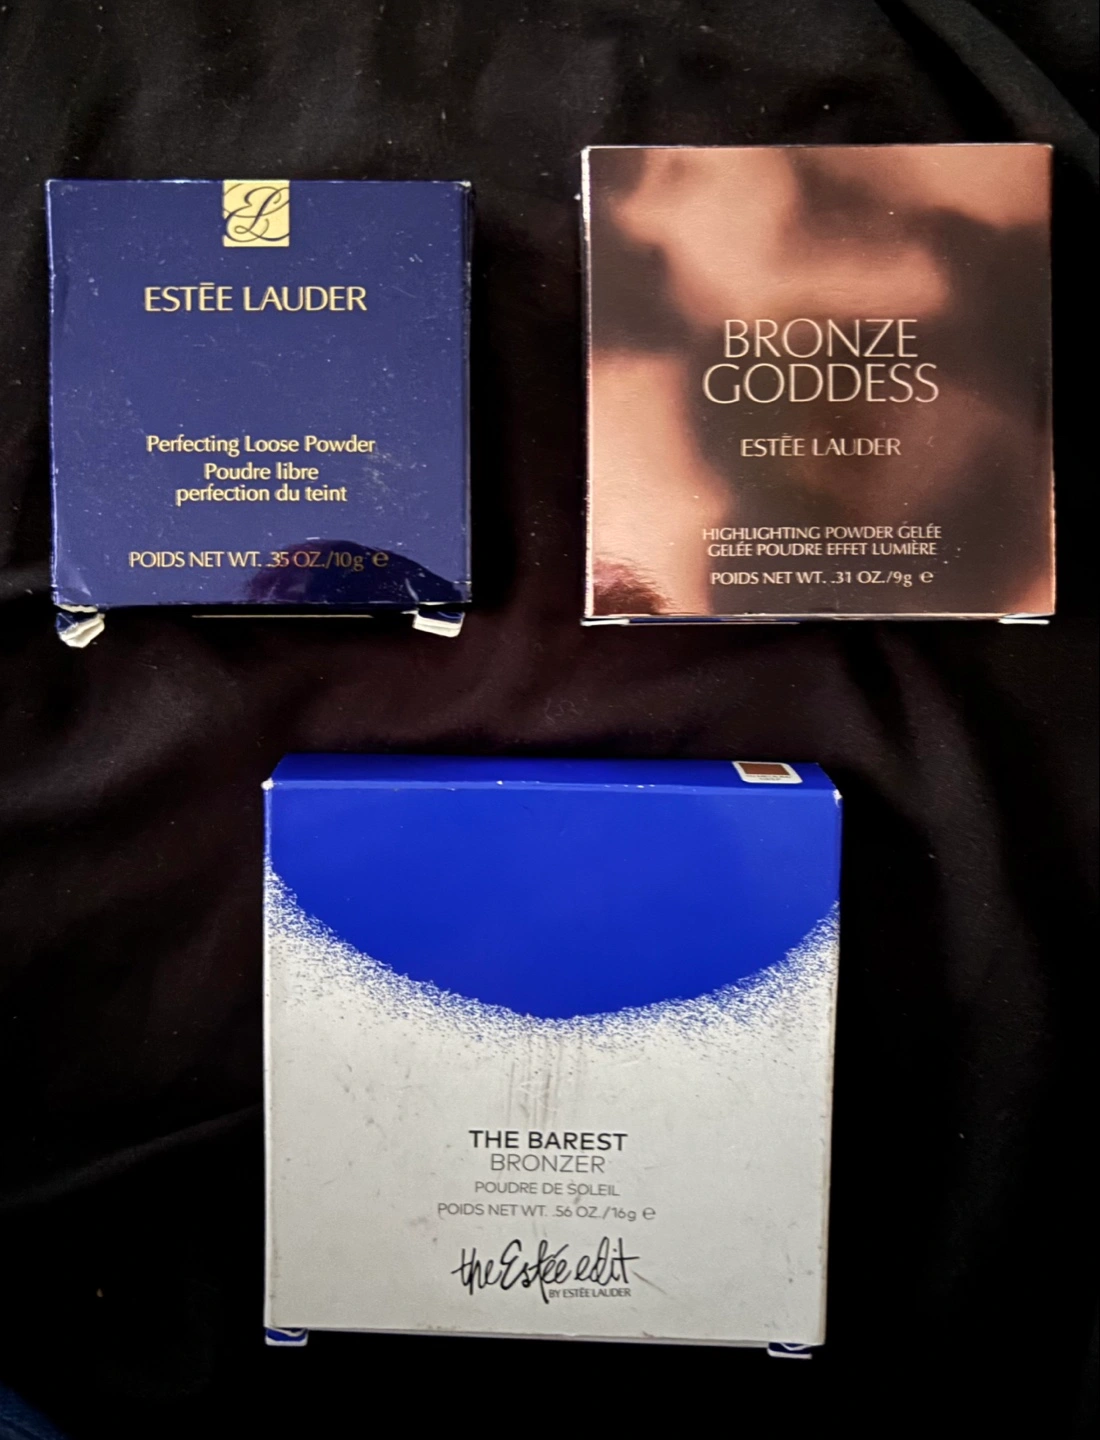 EL
ESTĒE LAUDER
Perfecting Loose Powder
Poudre libre
perfection du teint
POIDS NET WT. .35 OZ./10g ℮
BRONZE
GODDESS
ESTĒE LAUDER
HIGHLIGHTING POWDER GELÉE
GELÉE POUDRE EFFET LUMIÈRE
POIDS NET WT. .31 OZ./9g ℮
THE BAREST
BRONZER
POUDRE DE SOLEIL
POIDS NET WT. .56 OZ./16g ℮
the Estée edit
BY ESTĒE LAUDER